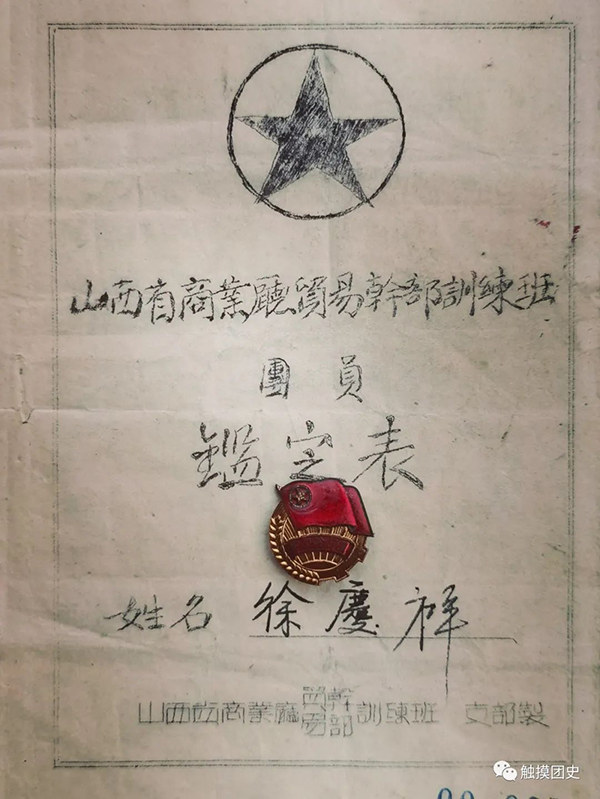 山西省商業廳貿易幹部訓練班
團員
鑑定表
姓名 徐慶祥
山西省商業廳貿易幹部訓練班 支部製
触摸团史